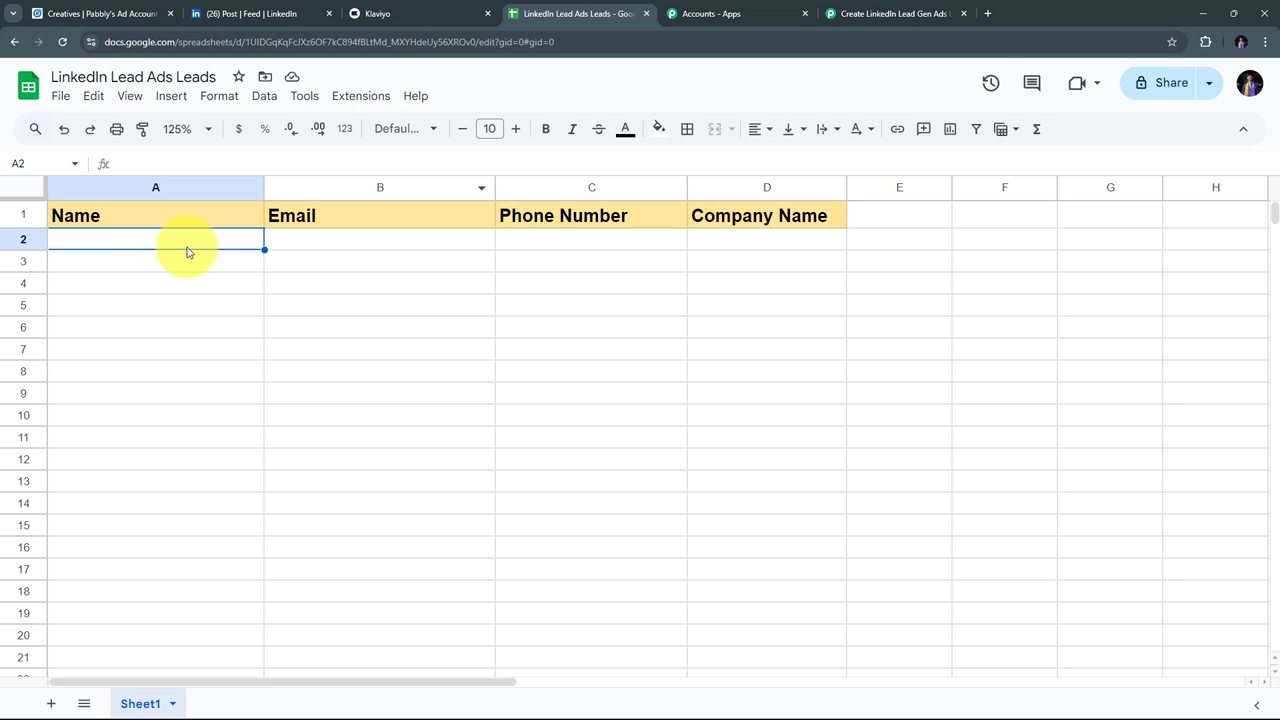 Creatives | Pabbly's Ad Account
(26) Post | Feed | LinkedIn
Klaviyo
LinkedIn Lead Ads Leads - Goo
Accounts - Apps
Create LinkedIn Lead Gen Ads L
docs.google.com/spreadsheets/d/1UIDGqKqFcJXz6OF7kC894fBLtMd_MXYHdeUy56XROv0/edit?gid=0#gid=0
LinkedIn Lead Ads Leads
Share
File Edit View Insert Format Data Tools Extensions Help
125% $ % .0 .00 123 Defaul... 10 B I S A
A2 fx
A B C D E F G H
1 Name Email Phone Number Company Name
2
3
4
5
6
7
8
9
10
11
12
13
14
15
16
17
18
19
20
21
Sheet1